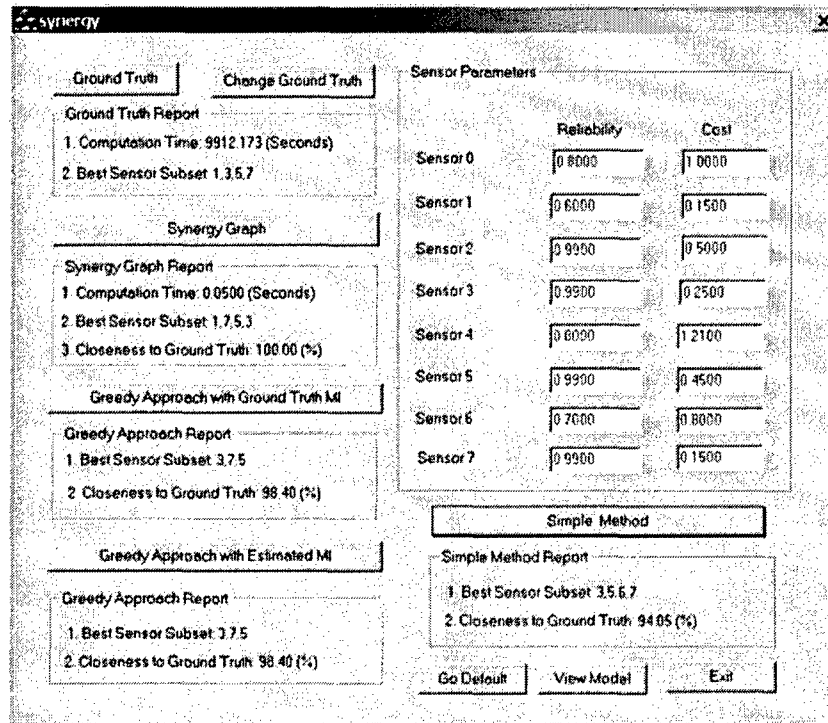 synergy
Ground Truth
Change Ground Truth
Ground Truth Report
1. Computation Time: 9912.173 (Seconds)
2. Best Sensor Subset: 1,3,5,7
Synergy Graph
Synergy Graph Report
1. Computation Time: 0.0500 (Seconds)
2. Best Sensor Subset: 1,7,5,3
3. Closeness to Ground Truth: 100.00 (%)
Greedy Approach with Ground Truth MI
Greedy Approach Report
1. Best Sensor Subset: 3,7,5
2. Closeness to Ground Truth: 98.40 (%)
Greedy Approach with Estimated MI
Greedy Approach Report
1. Best Sensor Subset: 3,7,5
2. Closeness to Ground Truth: 98.40 (%)
Sensor Parameters
Reliability Cost
Sensor 0 0.8000 1.0000
Sensor 1 0.6000 0.1500
Sensor 2 0.9900 0.5000
Sensor 3 0.9900 0.2500
Sensor 4 1.2100
Sensor 5 0.9900 0.4500
Sensor 6 0.7000 0.8000
Sensor 7 0.9900 0.1500
Simple Method
Simple Method Report
1. Best Sensor Subset: 3,5,6,7
2. Closeness to Ground Truth: 94.05 (%)
Go Default
View Model
Exit